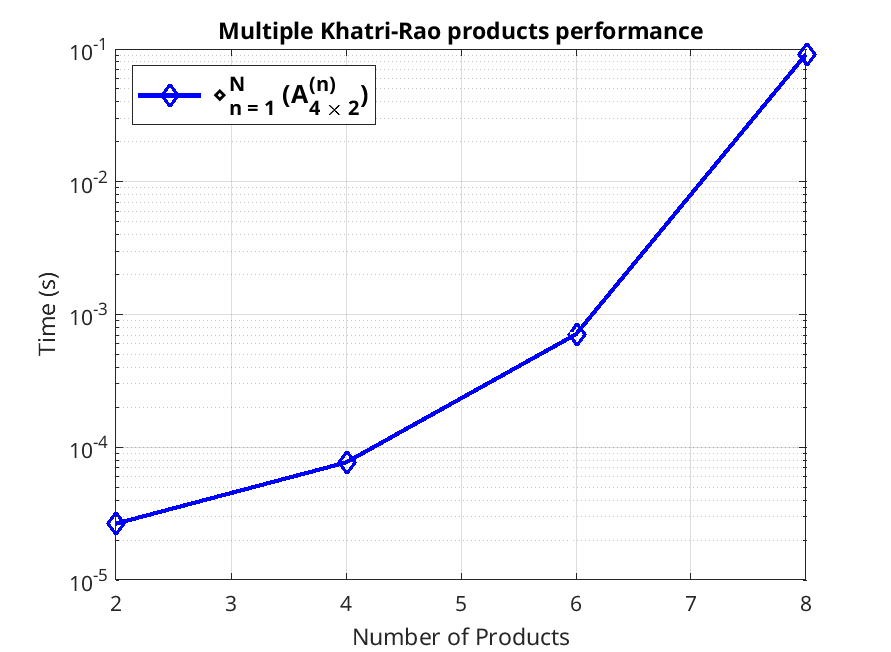 Multiple Khatri-Rao products performance
⋄ᴺₙ ₌ ₁ (A⁽ⁿ⁾₄ ₓ ₂)
10⁻¹
10⁻²
10⁻³
10⁻⁴
10⁻⁵
Time (s)
2 3 4 5 6 7 8
Number of Products